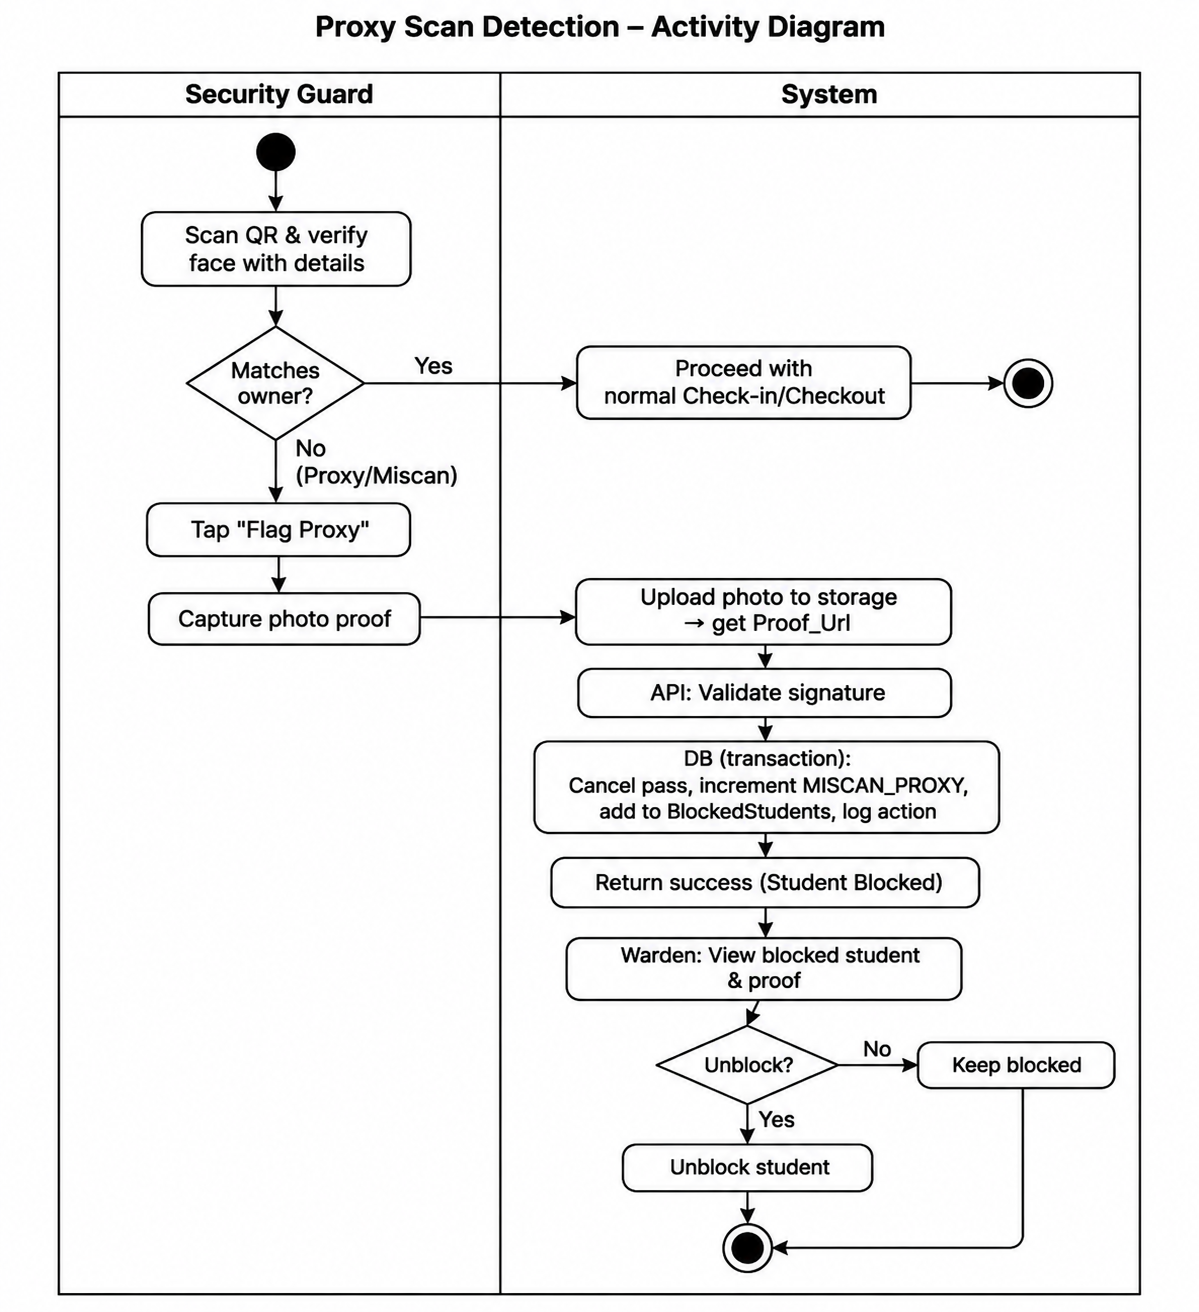 Proxy Scan Detection – Activity Diagram
Security Guard
System
Scan QR & verify
face with details
Matches
owner?
Yes
Proceed with
normal Check-in/Checkout
No
(Proxy/Miscan)
Tap "Flag Proxy"
Capture photo proof
Upload photo to storage
→ get Proof_Url
API: Validate signature
DB (transaction):
Cancel pass, increment MISCAN_PROXY,
add to BlockedStudents, log action
Return success (Student Blocked)
Warden: View blocked student
& proof
Unblock?
No
Keep blocked
Yes
Unblock student